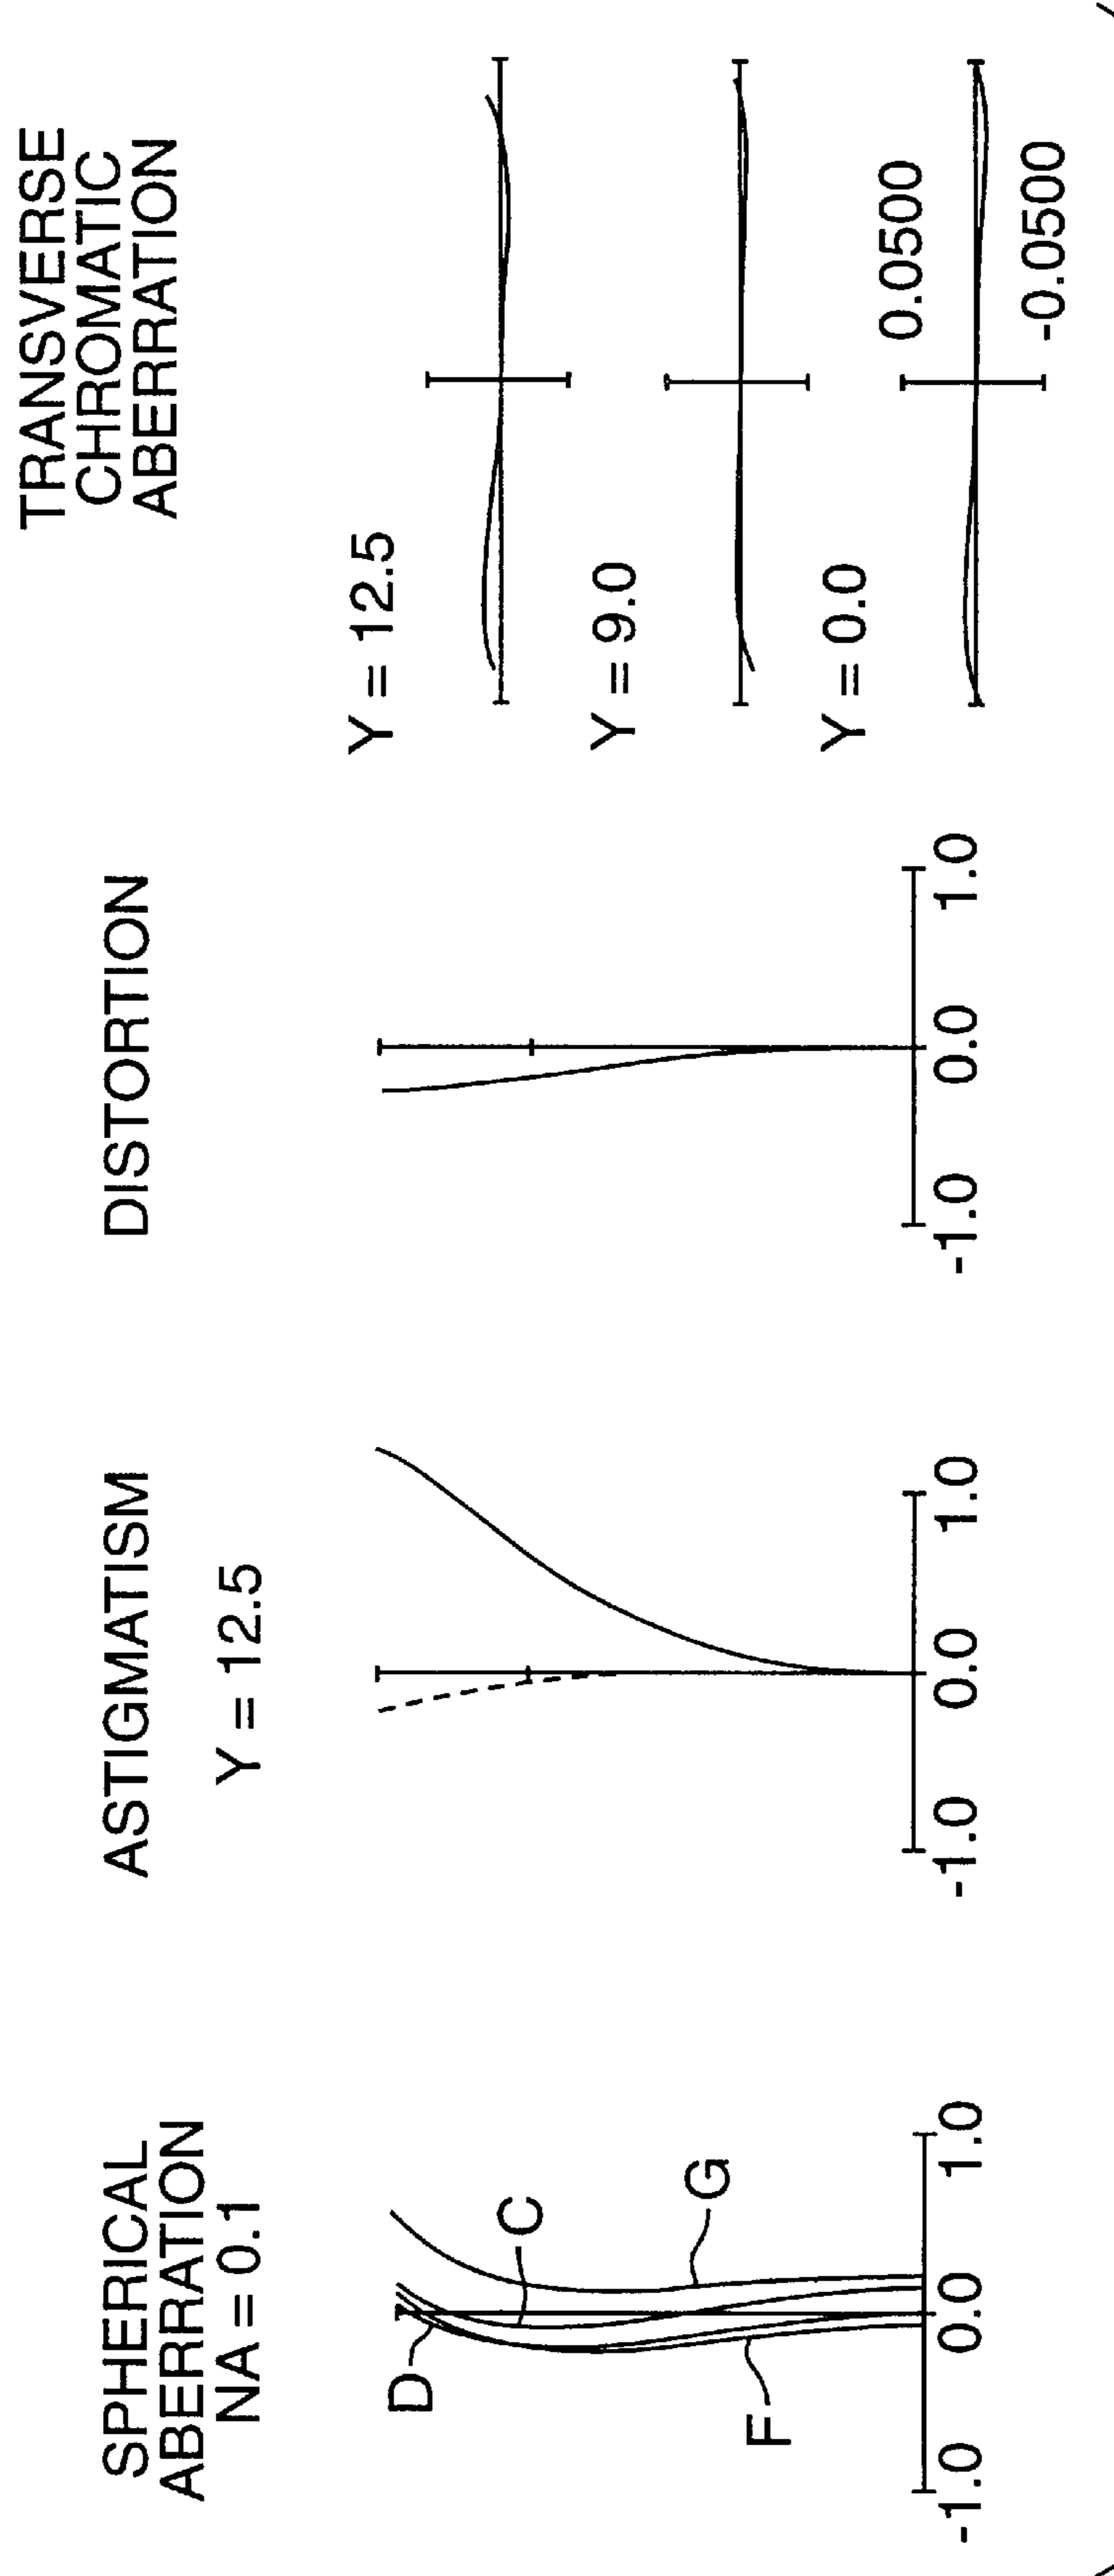 SPHERICAL
ABERRATION
NA = 0.1
D
C
G
F
-1.0
0.0
1.0
ASTIGMATISM
Y = 12.5
-1.0
0.0
1.0
DISTORTION
-1.0
0.0
1.0
TRANSVERSE
CHROMATIC
ABERRATION
Y = 12.5
Y = 9.0
Y = 0.0
0.0500
-0.0500